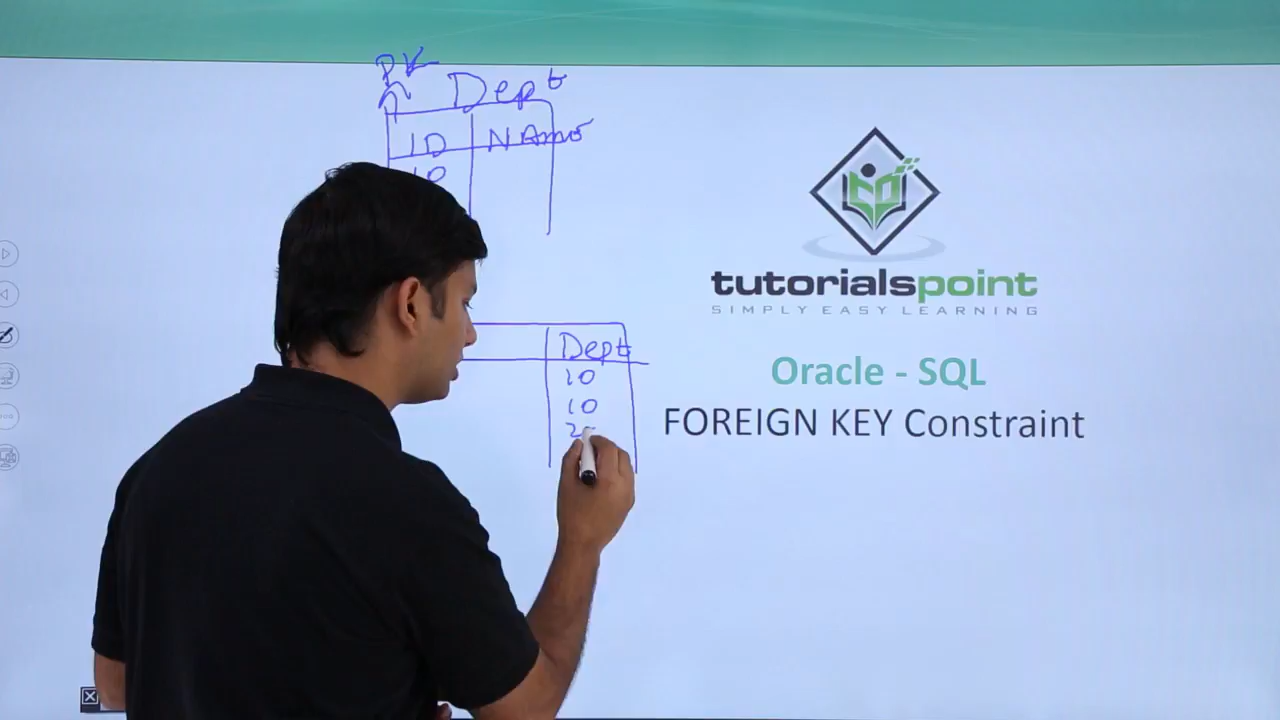 PK
Dept
ID NAme
10
Dept
10
10
tutorialspoint
SIMPLY EASY LEARNING
Oracle - SQL
FOREIGN KEY Constraint